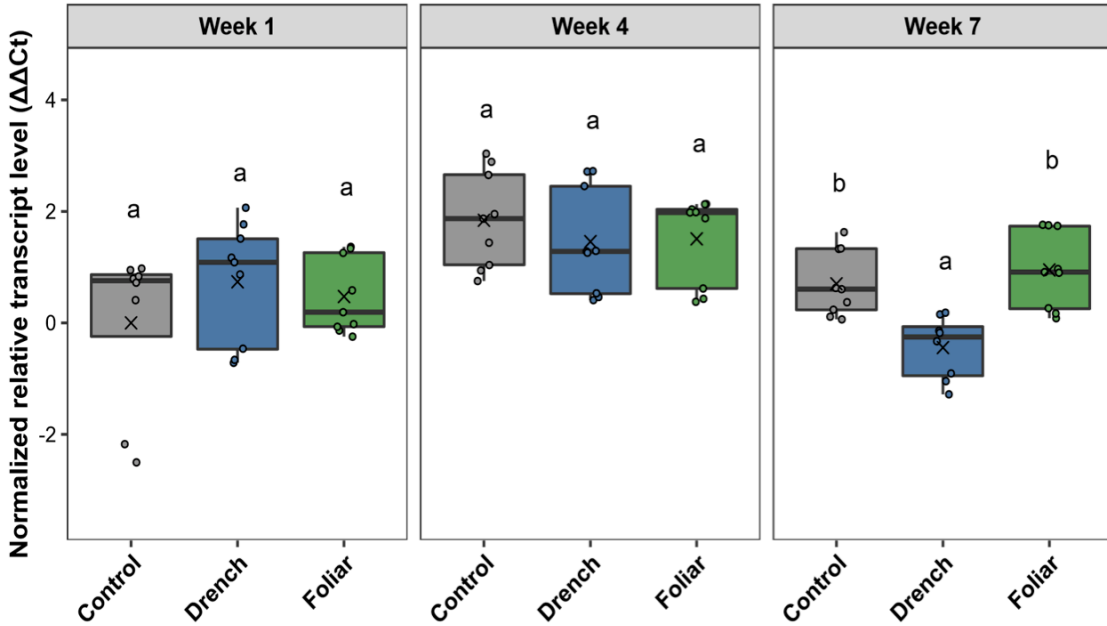 Normalized relative transcript level (ΔΔCt)
Week 1
Week 4
Week 7
4
2
0
-2
a
a
a
a
a
a
b
a
b
Control
Drench
Foliar
Control
Drench
Foliar
Control
Drench
Foliar